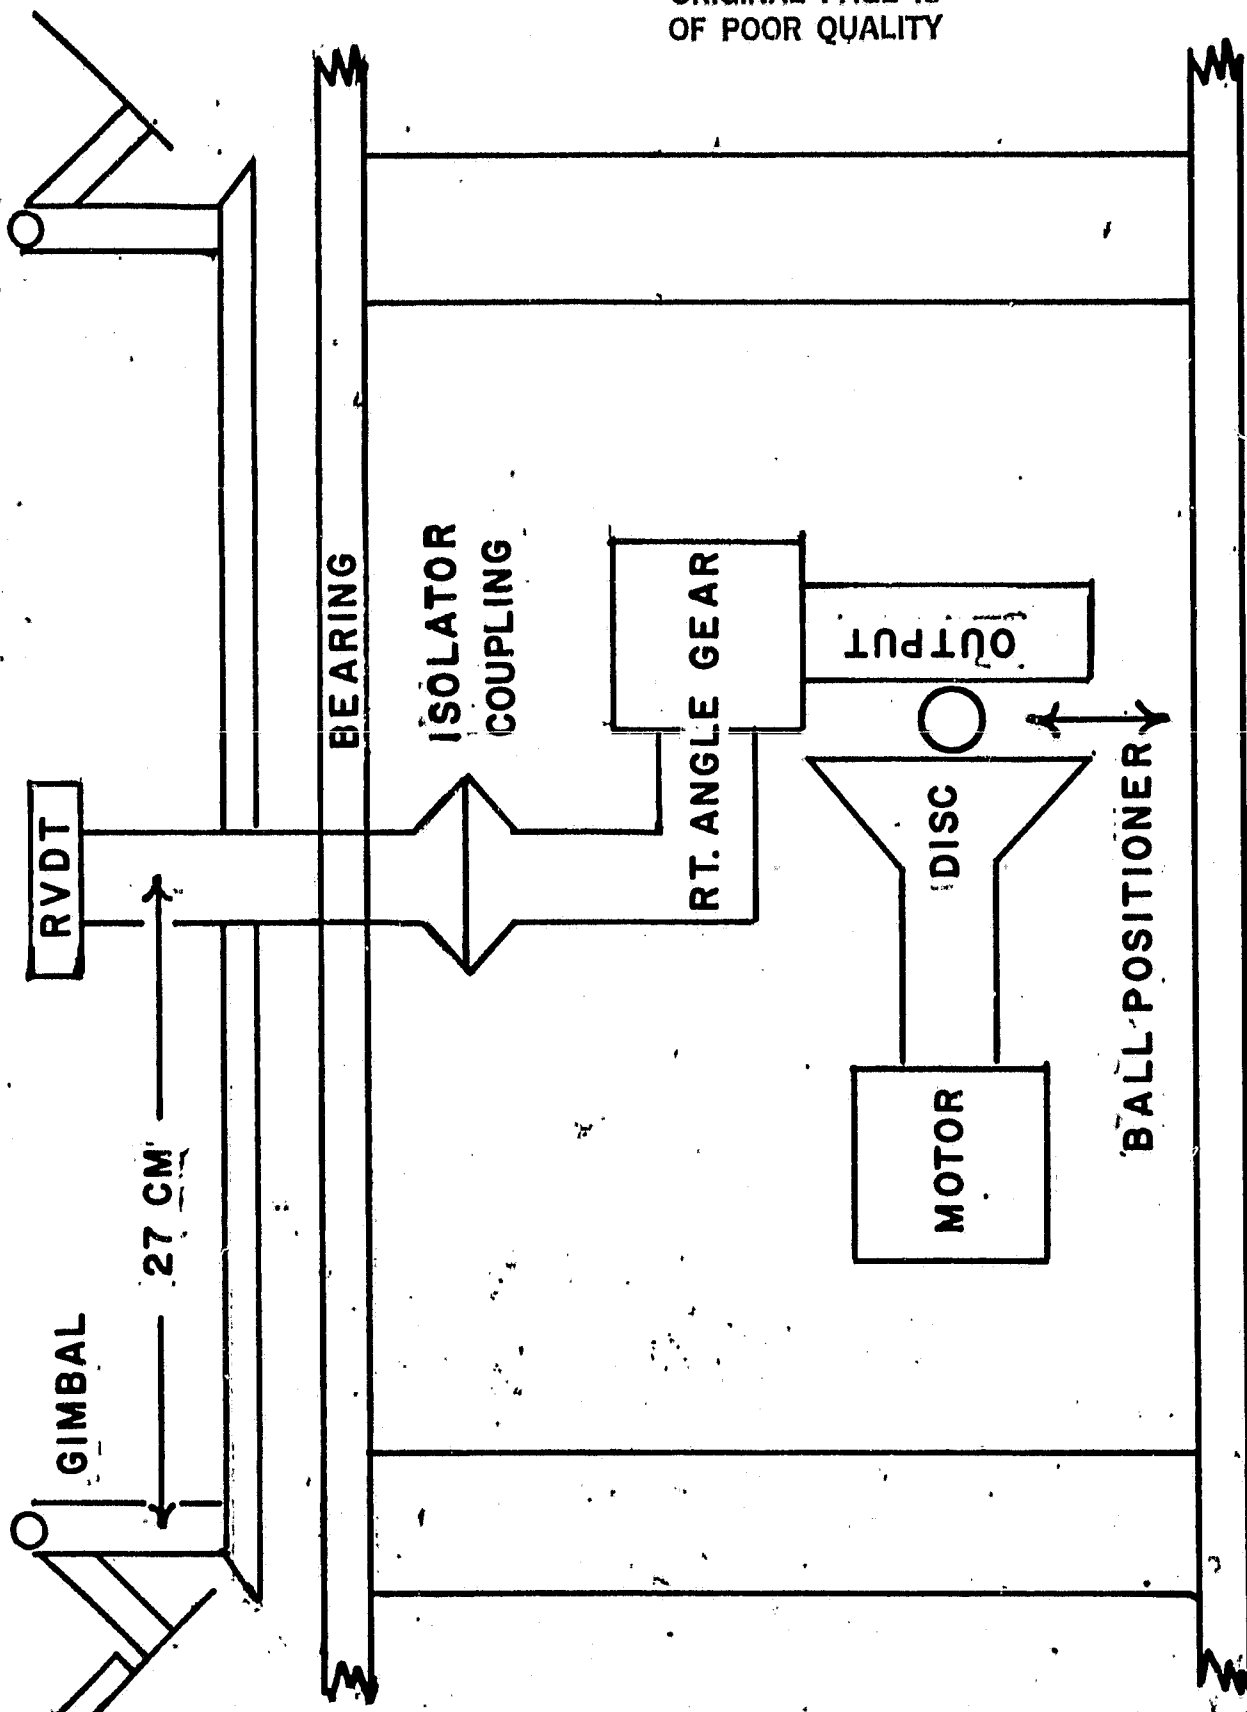 OF POOR QUALITY
GIMBAL
27 CM
RVDT
BEARING
ISOLATOR
COUPLING
RT. ANGLE GEAR
OUTPUT
DISC
MOTOR
BALL POSITIONER